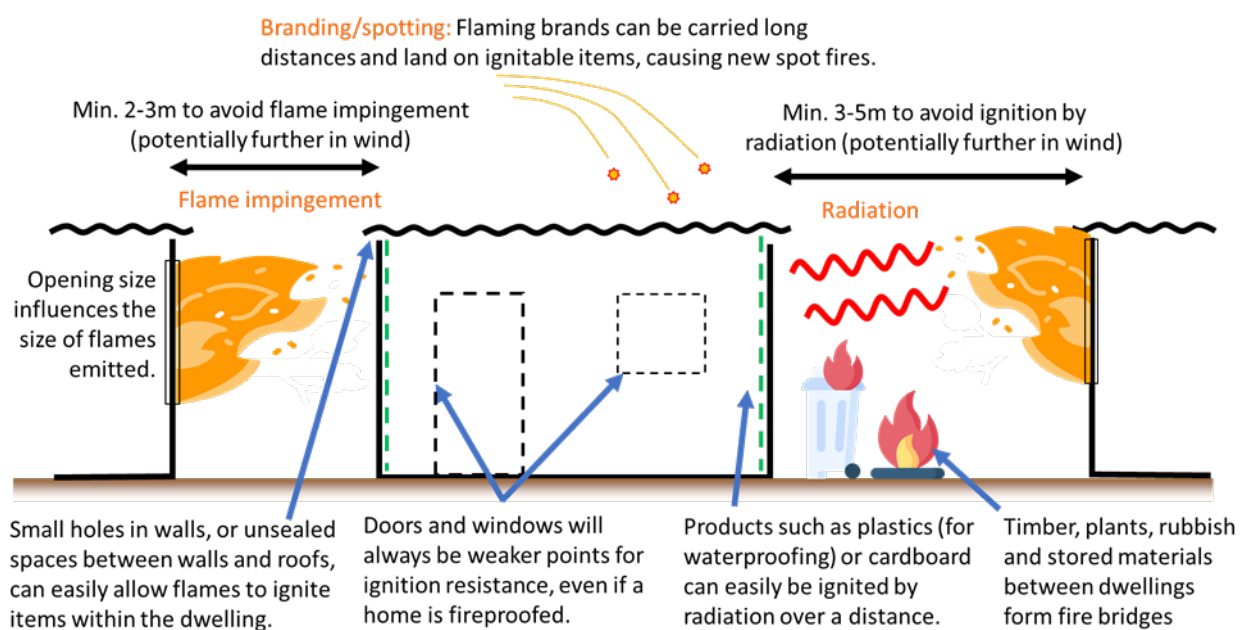 Branding/spotting: Flaming brands can be carried long
distances and land on ignitable items, causing new spot fires.
Min. 2-3m to avoid flame impingement
(potentially further in wind)
Min. 3-5m to avoid ignition by
radiation (potentially further in wind)
Flame impingement
Radiation
Opening size
influences the
size of flames
emitted.
Small holes in walls, or unsealed
spaces between walls and roofs,
can easily allow flames to ignite
items within the dwelling.
Doors and windows will
always be weaker points for
ignition resistance, even if a
home is fireproofed.
Products such as plastics (for
waterproofing) or cardboard
can easily be ignited by
radiation over a distance.
Timber, plants, rubbish
and stored materials
between dwellings
form fire bridges